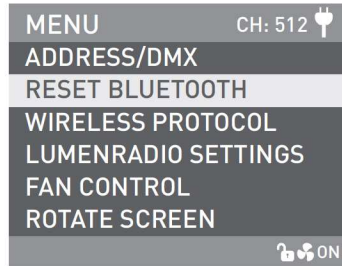 MENU CH: 512
ADDRESS/DMX
RESET BLUETOOTH
WIRELESS PROTOCOL
LUMENRADIO SETTINGS
FAN CONTROL
ROTATE SCREEN
ON